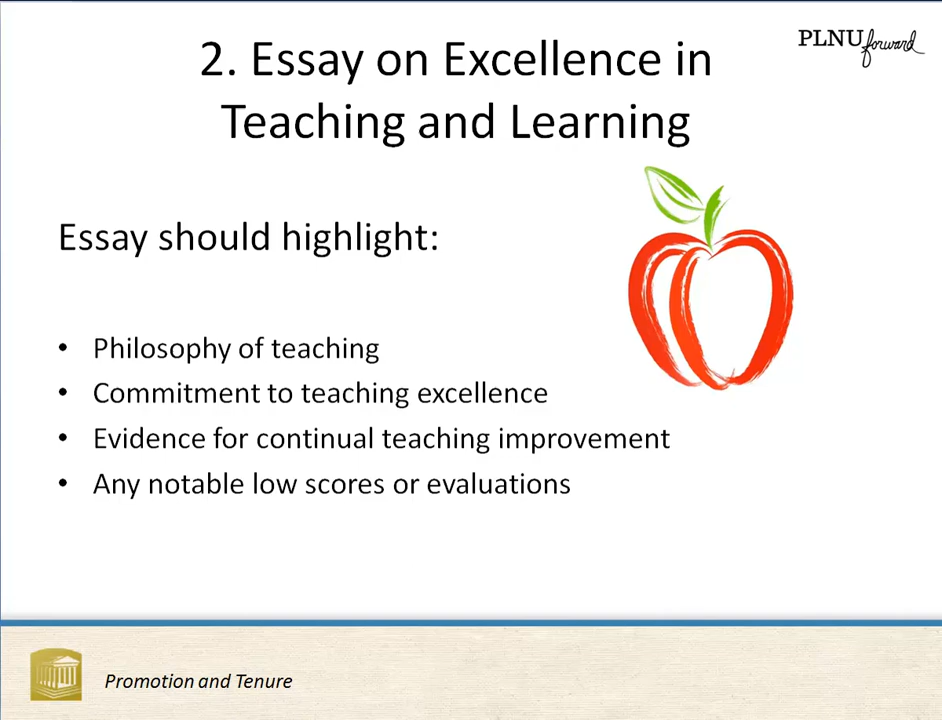 PLNU forward
2. Essay on Excellence in
Teaching and Learning
Essay should highlight:
• Philosophy of teaching
• Commitment to teaching excellence
• Evidence for continual teaching improvement
• Any notable low scores or evaluations
Promotion and Tenure